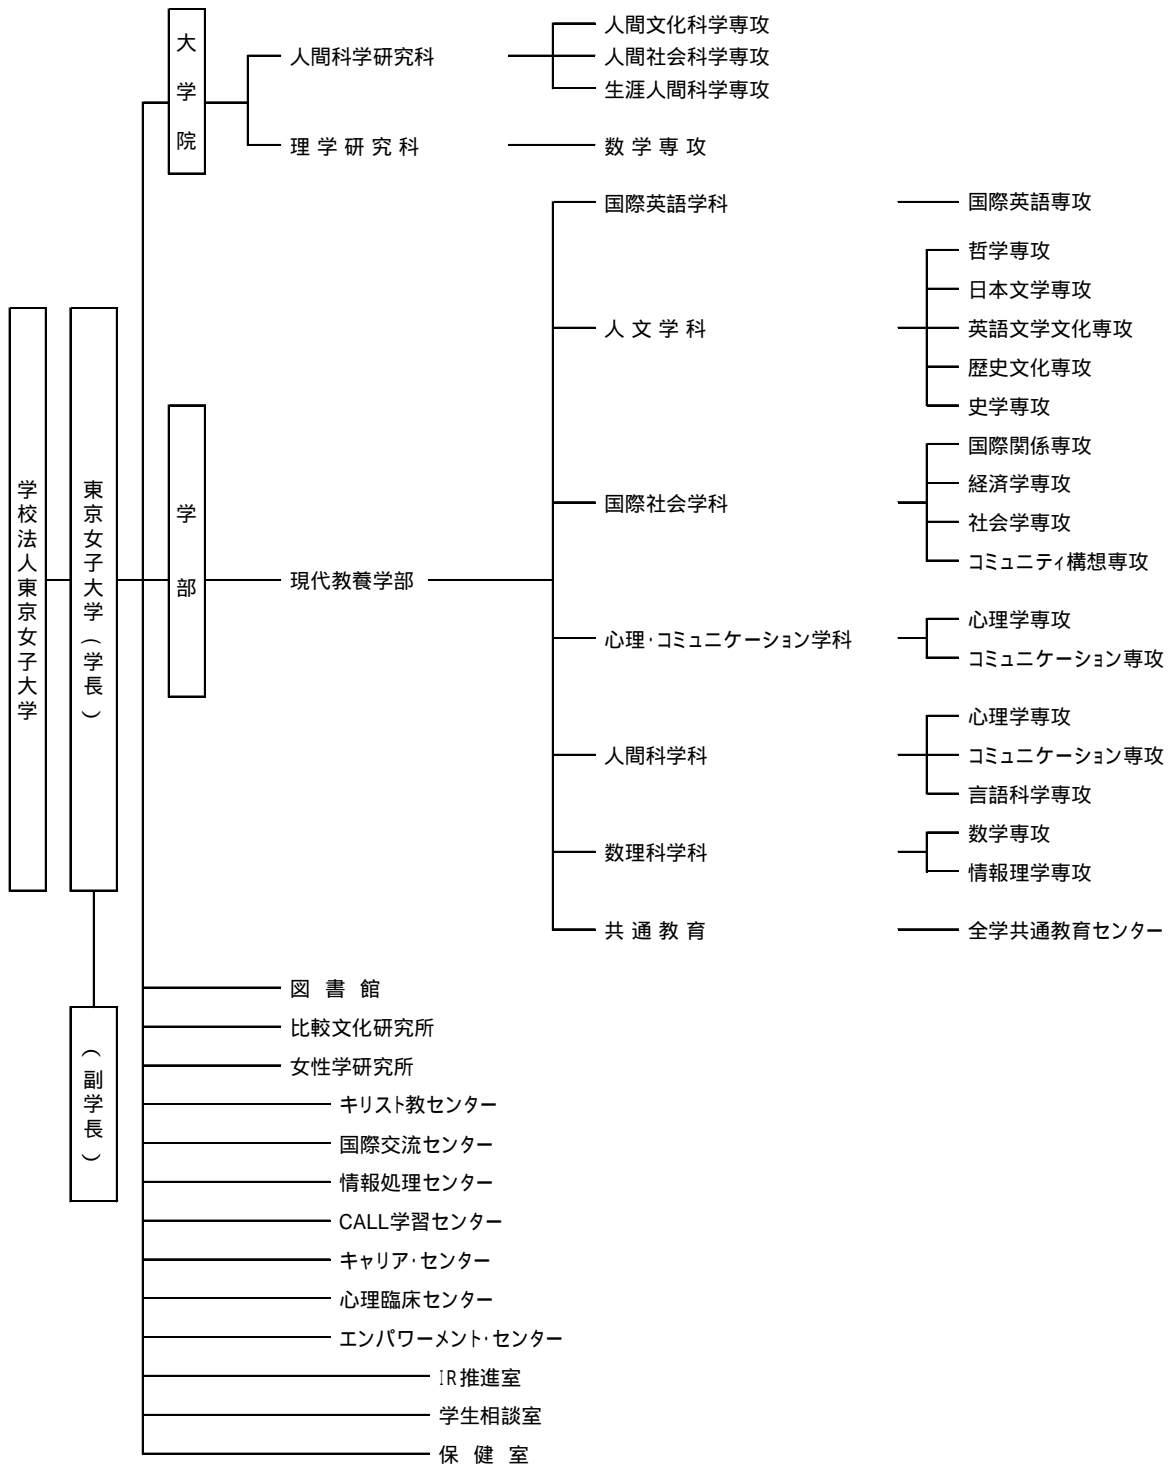 学校法人東京女子大学
東京女子大学(学長)
(副学長)
大学院
人間科学研究科
人間文化科学専攻
人間社会科学専攻
生涯人間科学専攻
理学研究科
数学専攻
学部
現代教養学部
国際英語学科
国際英語専攻
人文学科
哲学専攻
日本文学専攻
英語文学文化専攻
歴史文化専攻
史学専攻
国際社会学科
国際関係専攻
経済学専攻
社会学専攻
コミュニティ構想専攻
心理・コミュニケーション学科
心理学専攻
コミュニケーション専攻
人間科学科
心理学専攻
コミュニケーション専攻
言語科学専攻
数理科学科
数学専攻
情報理学専攻
共通教育
全学共通教育センター
図書館
比較文化研究所
女性学研究所
キリスト教センター
国際交流センター
情報処理センター
CALL学習センター
キャリア・センター
心理臨床センター
エンパワーメント・センター
IR推進室
学生相談室
保健室